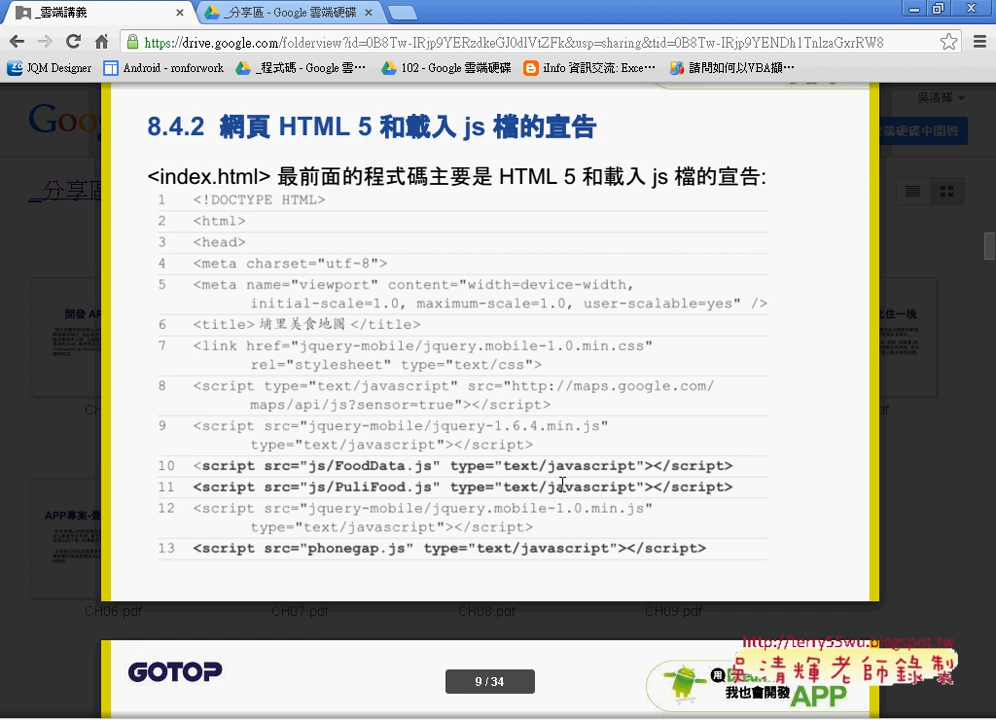 _雲端講義
_分享區 - Google 雲端硬碟
https://drive.google.com/folderview?id=0B8Tw-IRjp9YERzdkeGJ0dlVtZFk&usp=sharing&tid=0B8Tw-IRjp9YENDh1TnlzaGxrRW8
JQM Designer
Android - ronforwork
_程式碼 - Google 雲…
102 - Google 雲端硬碟
iInfo 資訊交流: Exce…
請問如何以VBA擷…
8.4.2 網頁 HTML 5 和載入 js 檔的宣告
<index.html> 最前面的程式碼主要是 HTML 5 和載入 js 檔的宣告:
1 <!DOCTYPE HTML>
2 <html>
3 <head>
4 <meta charset="utf-8">
5 <meta name="viewport" content="width=device-width,
initial-scale=1.0, maximum-scale=1.0, user-scalable=yes" />
6 <title>埔里美食地圖</title>
7 <link href="jquery-mobile/jquery.mobile-1.0.min.css"
rel="stylesheet" type="text/css">
8 <script type="text/javascript" src="http://maps.google.com/
maps/api/js?sensor=true"></script>
9 <script src="jquery-mobile/jquery-1.6.4.min.js"
type="text/javascript"></script>
10 <script src="js/FoodData.js" type="text/javascript"></script>
11 <script src="js/PuliFood.js" type="text/javascript"></script>
12 <script src="jquery-mobile/jquery.mobile-1.0.min.js"
type="text/javascript"></script>
13 <script src="phonegap.js" type="text/javascript"></script>
吳清輝
Goo
_分享區
CH06.pdf
CH07.pdf
CH08.pdf
CH09.pdf
http://terry55wu.blogspot.tw
吳清輝老師錄製
GOTOP
9 / 34
用
我也會開發
APP